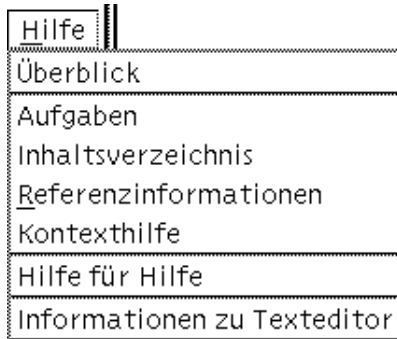 Hilfe
Überblick
Aufgaben
Inhaltsverzeichnis
Referenzinformationen
Kontexthilfe
Hilfe für Hilfe
Informationen zu Texteditor